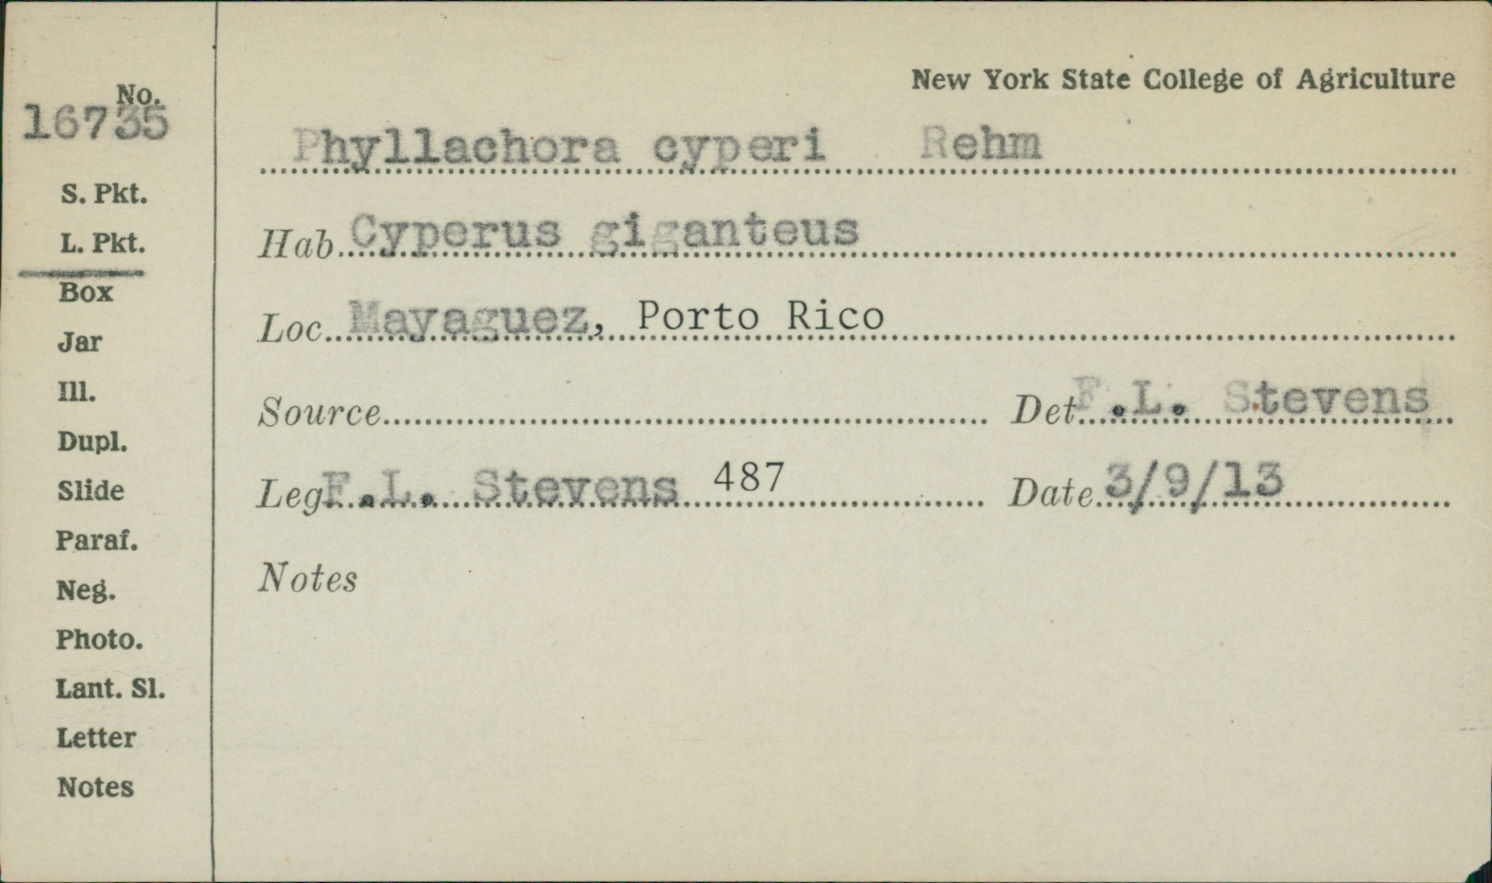 New York State College of Agriculture
No.
16735
Phyllachora cyperi Rehm
S. Pkt.
L. Pkt.
Hab. Cyperus giganteus
Box
Loc. Mayaguez, Porto Rico
Jar
Ill.
Source Det. F.L. Stevens
Dupl.
Slide
Leg. F.L. Stevens 487 Date 3/9/13
Paraf.
Neg.
Notes
Photo.
Lant. Sl.
Letter
Notes